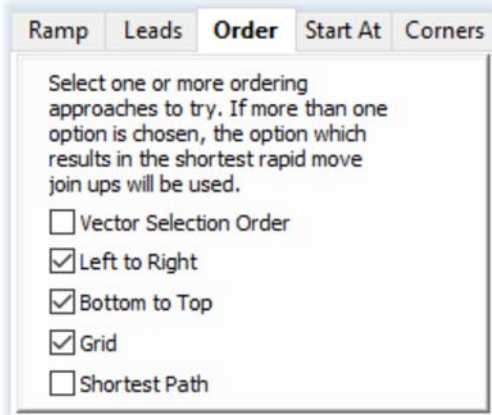 Ramp Leads Order Start At Corners
Select one or more ordering
approaches to try. If more than one
option is chosen, the option which
results in the shortest rapid move
join ups will be used.
Vector Selection Order
Left to Right
Bottom to Top
Grid
Shortest Path